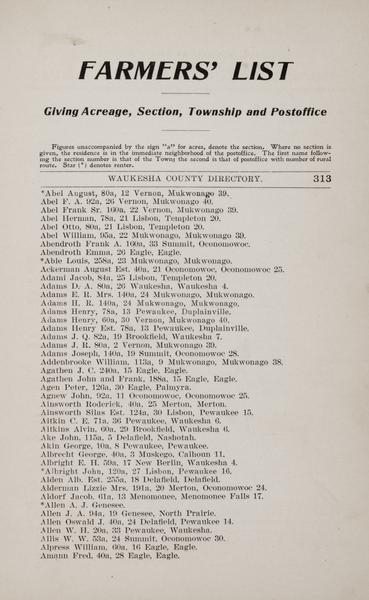 FARMERS' LIST
Giving Acreage, Section, Township and Postoffice
Figures unaccompanied by the sign "a" for acres, denote the section. Where no section is
given, the residence is in the immediate neighborhood of the postoffice. The first name follow-
ing the section number is that of the Town; the second is that of postoffice with number of rural
route. Star (*) denotes renter.
WAUKESHA COUNTY DIRECTORY. 313
*Abel August, 80a, 12 Vernon, Mukwonago 39.
Abel F. A. 92a, 26 Vernon, Mukwonago 40.
Abel Frank Sr. 160a, 22 Vernon, Mukwonago 39.
Abel Herman, 78a, 21 Lisbon, Templeton 20.
Abel Otto, 80a, 21 Lisbon, Templeton 20.
Abel William, 95a, 22 Mukwonago, Mukwonago 39.
Abendroth Frank A. 160a, 33 Summit, Oconomowoc.
Abendroth Emma, 26 Eagle, Eagle.
*Able Louis, 258a, 23 Mukwonago, Mukwonago.
Ackerman August Est. 40a, 21 Oconomowoc, Oconomowoc 25.
Adami Jacob, 84a, 25 Lisbon, Templeton 20.
Adams D. A. 80a, 26 Waukesha, Waukesha 4.
Adams E. R. Mrs. 140a, 24 Mukwonago, Mukwonago.
Adams H. R. 140a, 24 Mukwonago, Mukwonago.
Adams Henry, 78a, 13 Pewaukee, Duplainville.
Adams Henry, 60a, 30 Vernon, Mukwonago 40.
Adams Henry Est. 78a, 13 Pewaukee, Duplainville.
Adams J. Q. 82a, 19 Brookfield, Waukesha 7.
Adams J. R. 80a, 2 Vernon, Mukwonago 39.
Adams Joseph, 140a, 19 Summit, Oconomowoc 28.
Addenbrooke William, 113a, 9 Mukwonago, Mukwonago 38.
Agathen J. C. 240a, 15 Eagle, Eagle.
Agathen John and Frank, 188a, 15 Eagle, Eagle.
Agen Peter, 126a, 30 Eagle, Palmyra.
Agnew John, 92a, 11 Oconomowoc, Oconomowoc 25.
Ainsworth Roderick, 40a, 25 Merton, Merton.
Ainsworth Silas Est. 124a, 30 Lisbon, Pewaukee 15.
Aitkin C. E. 71a, 36 Pewaukee, Waukesha 6.
Aitkins Alvin, 60a, 29 Brookfield, Waukesha 6.
Ake John, 115a, 5 Delafield, Nashotah.
Akin George, 10a, 8 Pewaukee, Pewaukee.
Albrecht George, 40a, 3 Muskego, Calhoun 11.
Albright E. H. 59a, 17 New Berlin, Waukesha 4.
*Albright John, 120a, 27 Lisbon, Pewaukee 16.
Alden Alb. Est. 255a, 18 Delafield, Delafield.
Alderman Lizzie Mrs. 191a, 20 Merton, Oconomowoc 24.
Aldorf Jacob, 61a, 13 Menomonee, Menomonee Falls 17.
*Allen A. J. Genesee.
Allen J. A. 94a, 19 Genesee, North Prairie.
Allen Oswald J. 40a, 24 Delafield, Pewaukee 14.
Allen W. H. 20a, 33 Pewaukee, Waukesha.
Allis W. W. 53a, 24 Summit, Oconomowoc 30.
Alpress William, 60a, 16 Eagle, Eagle.
Amann Fred, 40a, 28 Eagle, Eagle.